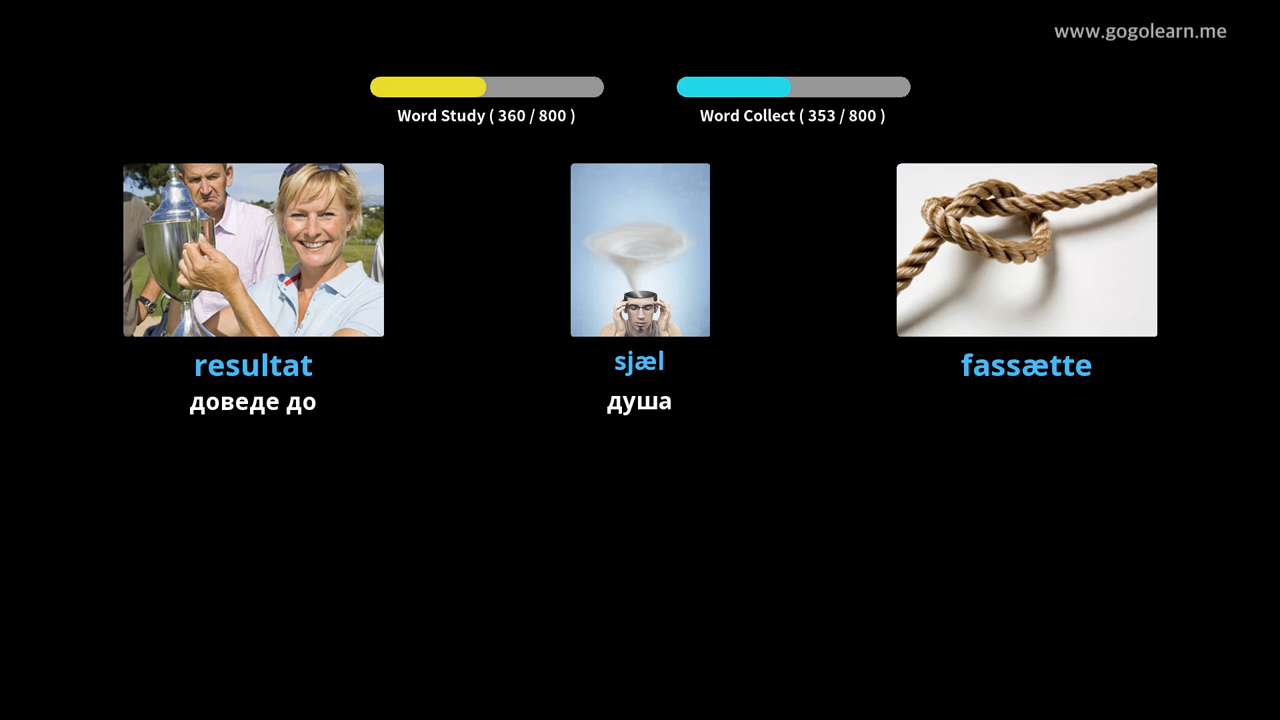 www.gogolearn.me
Word Study ( 360 / 800 )
Word Collect ( 353 / 800 )
resultat
доведе до
sjæl
душа
fassætte